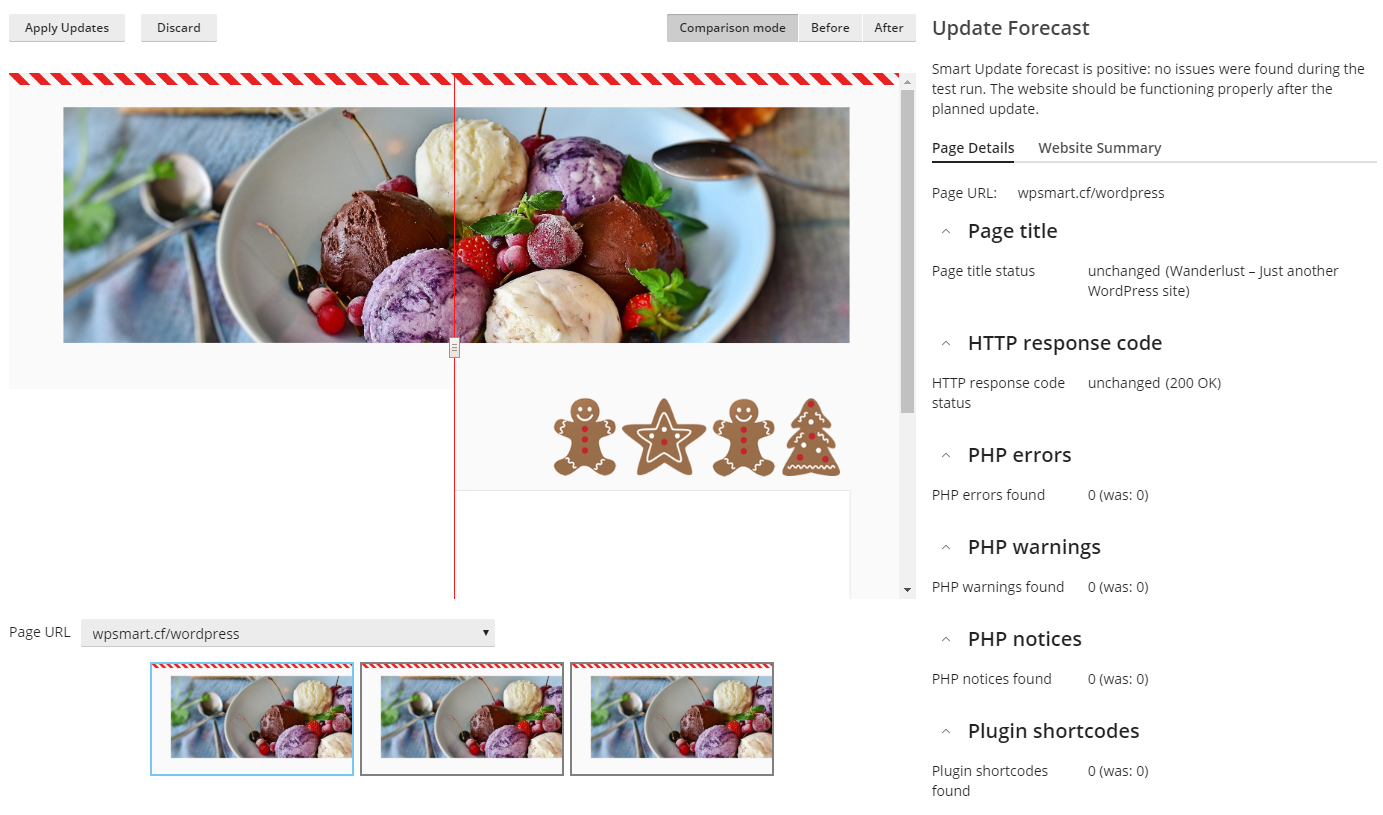 Apply Updates
Discard
Comparison mode
Before
After
Update Forecast
Smart Update forecast is positive: no issues were found during the
test run. The website should be functioning properly after the
planned update.
Page Details
Website Summary
Page URL: wpsmart.cf/wordpress
Page title
Page title status unchanged (Wanderlust – Just another
WordPress site)
HTTP response code
HTTP response code unchanged (200 OK)
status
PHP errors
PHP errors found 0 (was: 0)
PHP warnings
PHP warnings found 0 (was: 0)
PHP notices
PHP notices found 0 (was: 0)
Plugin shortcodes
Plugin shortcodes 0 (was: 0)
found
Page URL wpsmart.cf/wordpress